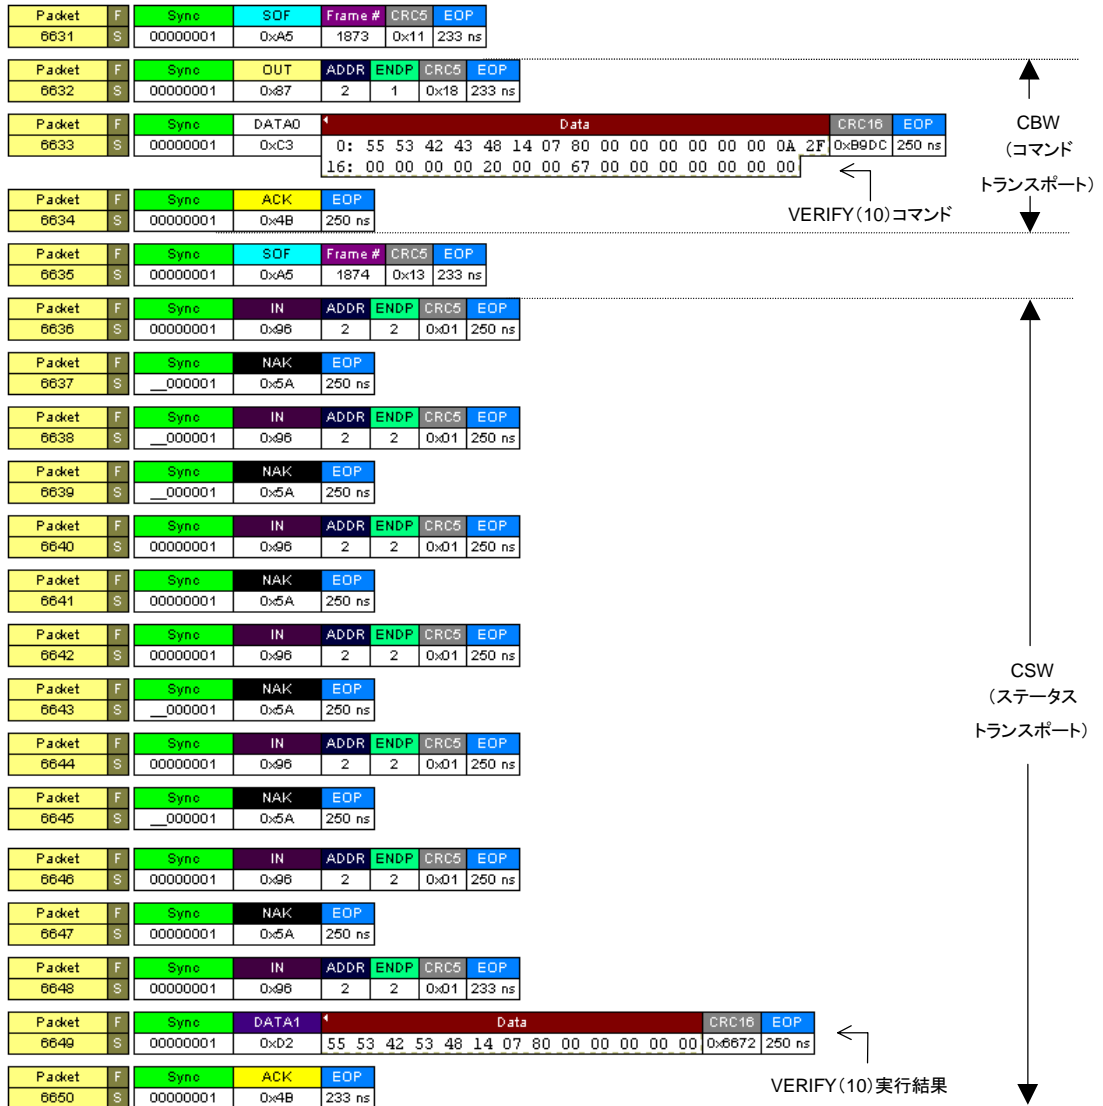 Packet F Sync SOF Frame # CRC5 EOP
6631 S 00000001 0xA5 1873 0x11 233 ns
Packet F Sync OUT ADDR ENDP CRC5 EOP
6632 S 00000001 0x87 2 1 0x18 233 ns
Packet F Sync DATA0 Data CRC16 EOP
6633 S 00000001 0xC3 0: 55 53 42 43 48 14 07 80 00 00 00 00 00 00 0A 2F 0xB9DC 250 ns
16: 00 00 00 00 20 00 00 67 00 00 00 00 00 00 00
CBW
(コマンド
トランスポート)
VERIFY(10)コマンド
Packet F Sync ACK EOP
6634 S 00000001 0x4B 250 ns
Packet F Sync SOF Frame # CRC5 EOP
6635 S 00000001 0xA5 1874 0x13 233 ns
Packet F Sync IN ADDR ENDP CRC5 EOP
6636 S 00000001 0x96 2 2 0x01 250 ns
Packet F Sync NAK EOP
6637 S __000001 0x5A 250 ns
Packet F Sync IN ADDR ENDP CRC5 EOP
6638 S __000001 0x96 2 2 0x01 250 ns
Packet F Sync NAK EOP
6639 S __000001 0x5A 250 ns
Packet F Sync IN ADDR ENDP CRC5 EOP
6640 S 00000001 0x96 2 2 0x01 250 ns
Packet F Sync NAK EOP
6641 S 00000001 0x5A 250 ns
Packet F Sync IN ADDR ENDP CRC5 EOP
6642 S 00000001 0x96 2 2 0x01 250 ns
Packet F Sync NAK EOP
6643 S __000001 0x5A 250 ns
CSW
(ステータス
トランスポート)
Packet F Sync IN ADDR ENDP CRC5 EOP
6644 S 00000001 0x96 2 2 0x01 250 ns
Packet F Sync NAK EOP
6645 S __000001 0x5A 250 ns
Packet F Sync IN ADDR ENDP CRC5 EOP
6646 S 00000001 0x96 2 2 0x01 250 ns
Packet F Sync NAK EOP
6647 S 00000001 0x5A 250 ns
Packet F Sync IN ADDR ENDP CRC5 EOP
6648 S 00000001 0x96 2 2 0x01 233 ns
Packet F Sync DATA1 Data CRC16 EOP
6649 S 00000001 0xD2 55 53 42 53 48 14 07 80 00 00 00 00 00 0x6672 250 ns
VERIFY(10)実行結果
Packet F Sync ACK EOP
6650 S 00000001 0x4B 233 ns